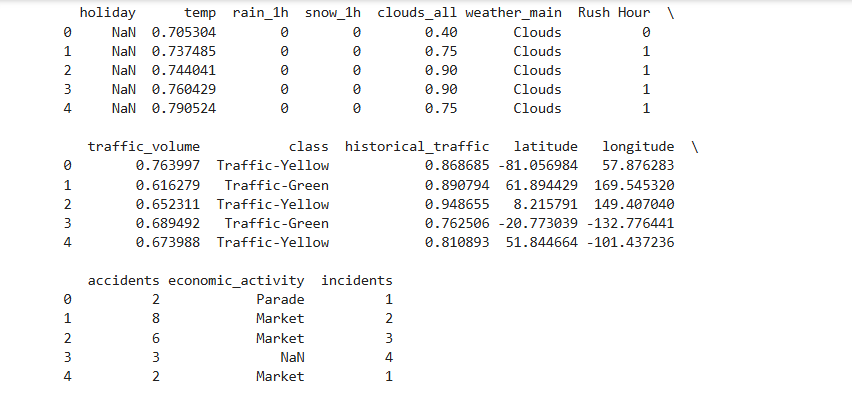 holiday temp rain_1h snow_1h clouds_all weather_main Rush Hour \
0 NaN 0.705304 0 0 0.40 Clouds 0
1 NaN 0.737485 0 0 0.75 Clouds 1
2 NaN 0.744041 0 0 0.90 Clouds 1
3 NaN 0.760429 0 0 0.90 Clouds 1
4 NaN 0.790524 0 0 0.75 Clouds 1
traffic_volume class historical_traffic latitude longitude \
0 0.763997 Traffic-Yellow 0.868685 -81.056984 57.876283
1 0.616279 Traffic-Green 0.890794 61.894429 169.545320
2 0.652311 Traffic-Yellow 0.948655 8.215791 149.407040
3 0.689492 Traffic-Green 0.762506 -20.773039 -132.776441
4 0.673988 Traffic-Yellow 0.810893 51.844664 -101.437236
accidents economic_activity incidents
0 2 Parade 1
1 8 Market 2
2 6 Market 3
3 3 NaN 4
4 2 Market 1